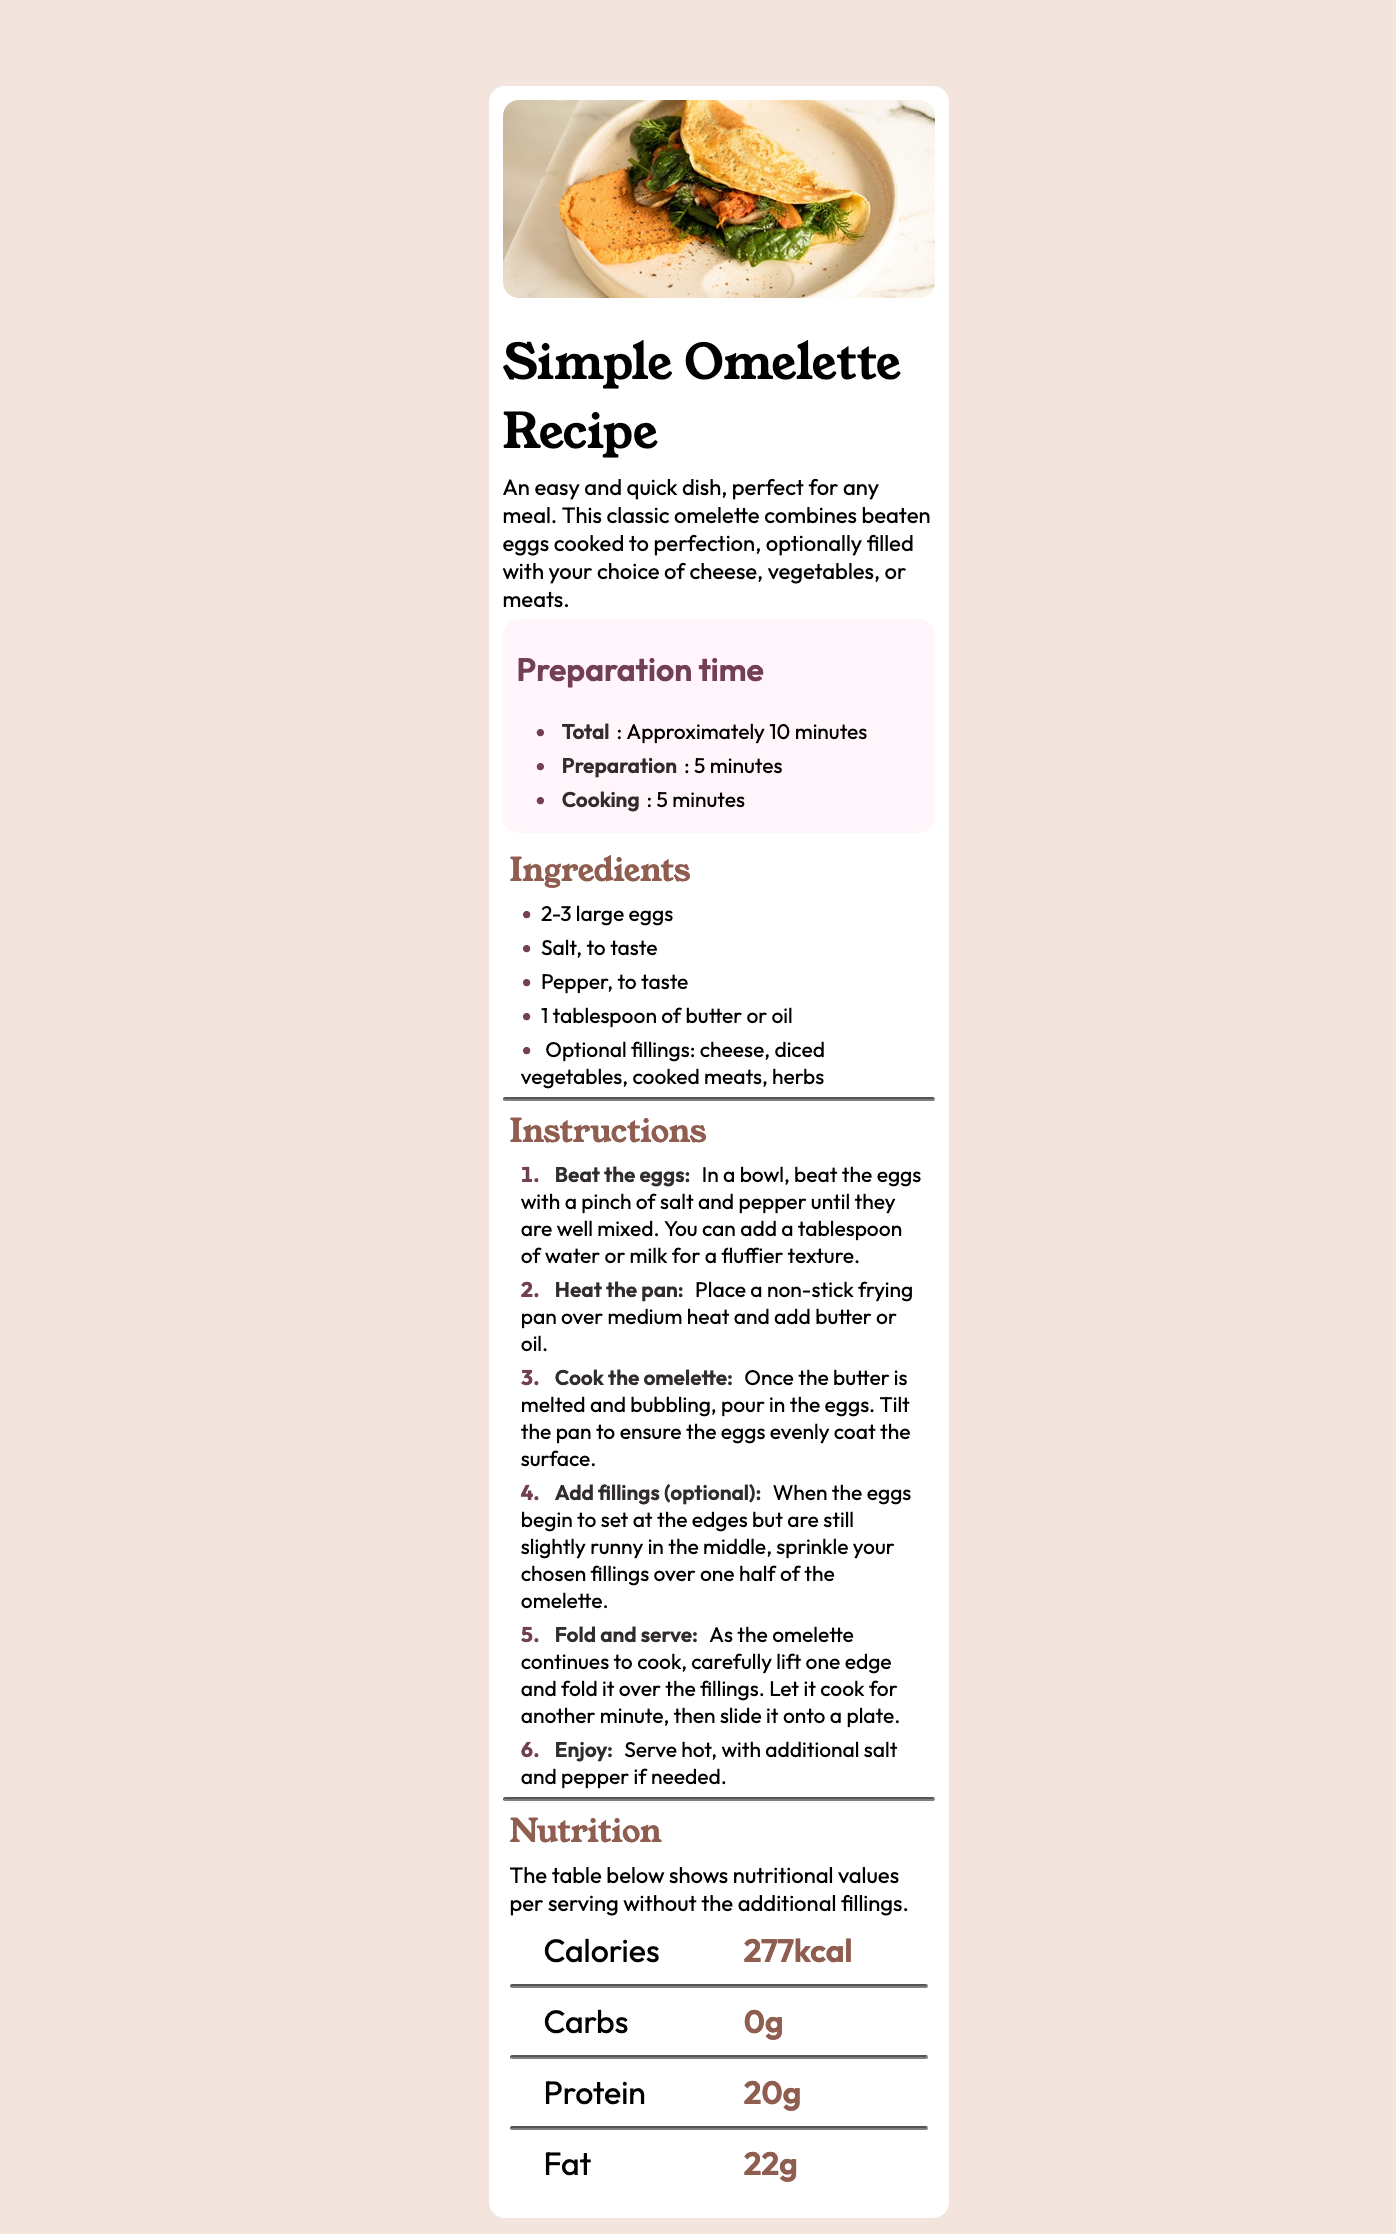 Simple Omelette
Recipe
An easy and quick dish, perfect for any
meal. This classic omelette combines beaten
eggs cooked to perfection, optionally filled
with your choice of cheese, vegetables, or
meats.
Preparation time
• Total : Approximately 10 minutes
• Preparation : 5 minutes
• Cooking : 5 minutes
Ingredients
• 2-3 large eggs
• Salt, to taste
• Pepper, to taste
• 1 tablespoon of butter or oil
• Optional fillings: cheese, diced
vegetables, cooked meats, herbs
Instructions
1. Beat the eggs: In a bowl, beat the eggs
with a pinch of salt and pepper until they
are well mixed. You can add a tablespoon
of water or milk for a fluffier texture.
2. Heat the pan: Place a non-stick frying
pan over medium heat and add butter or
oil.
3. Cook the omelette: Once the butter is
melted and bubbling, pour in the eggs. Tilt
the pan to ensure the eggs evenly coat the
surface.
4. Add fillings (optional): When the eggs
begin to set at the edges but are still
slightly runny in the middle, sprinkle your
chosen fillings over one half of the
omelette.
5. Fold and serve: As the omelette
continues to cook, carefully lift one edge
and fold it over the fillings. Let it cook for
another minute, then slide it onto a plate.
6. Enjoy: Serve hot, with additional salt
and pepper if needed.
Nutrition
The table below shows nutritional values
per serving without the additional fillings.
Calories 277kcal
Carbs 0g
Protein 20g
Fat 22g